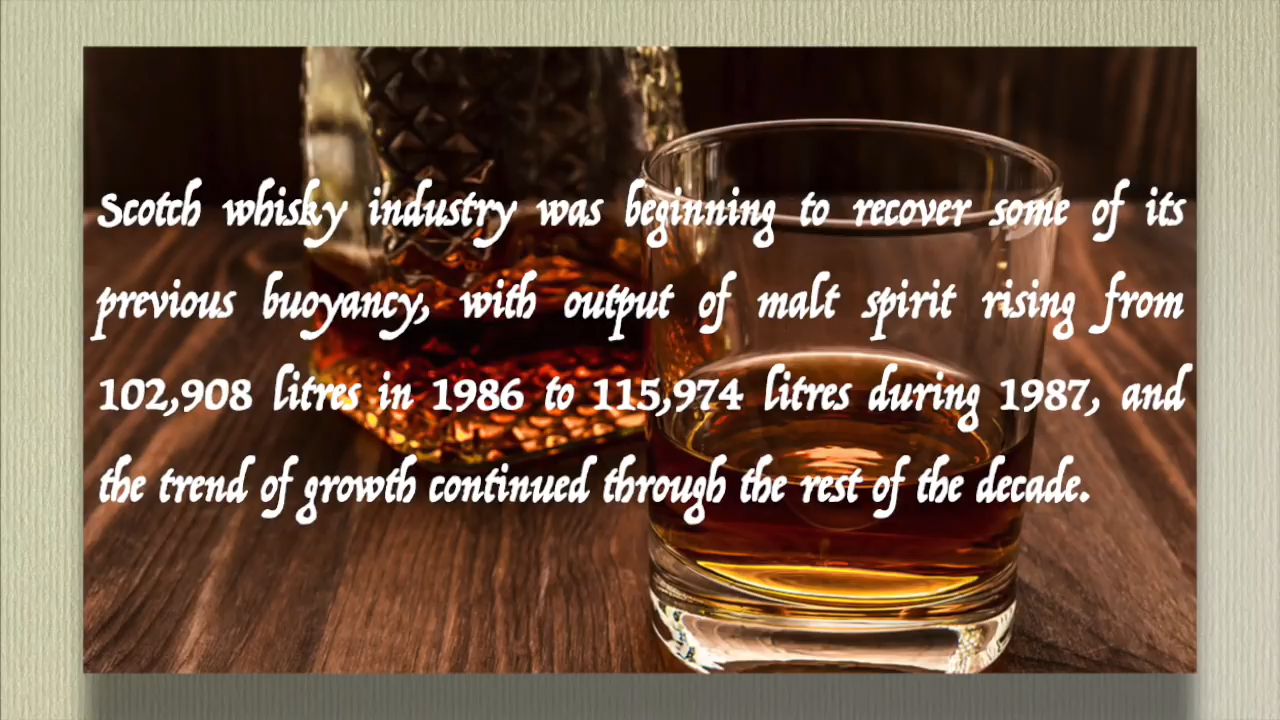 Scotch whisky industry was beginning to recover some of its
previous buoyancy, with output of malt spirit rising from
102,908 litres in 1986 to 115,974 litres during 1987, and
the trend of growth continued through the rest of the decade.